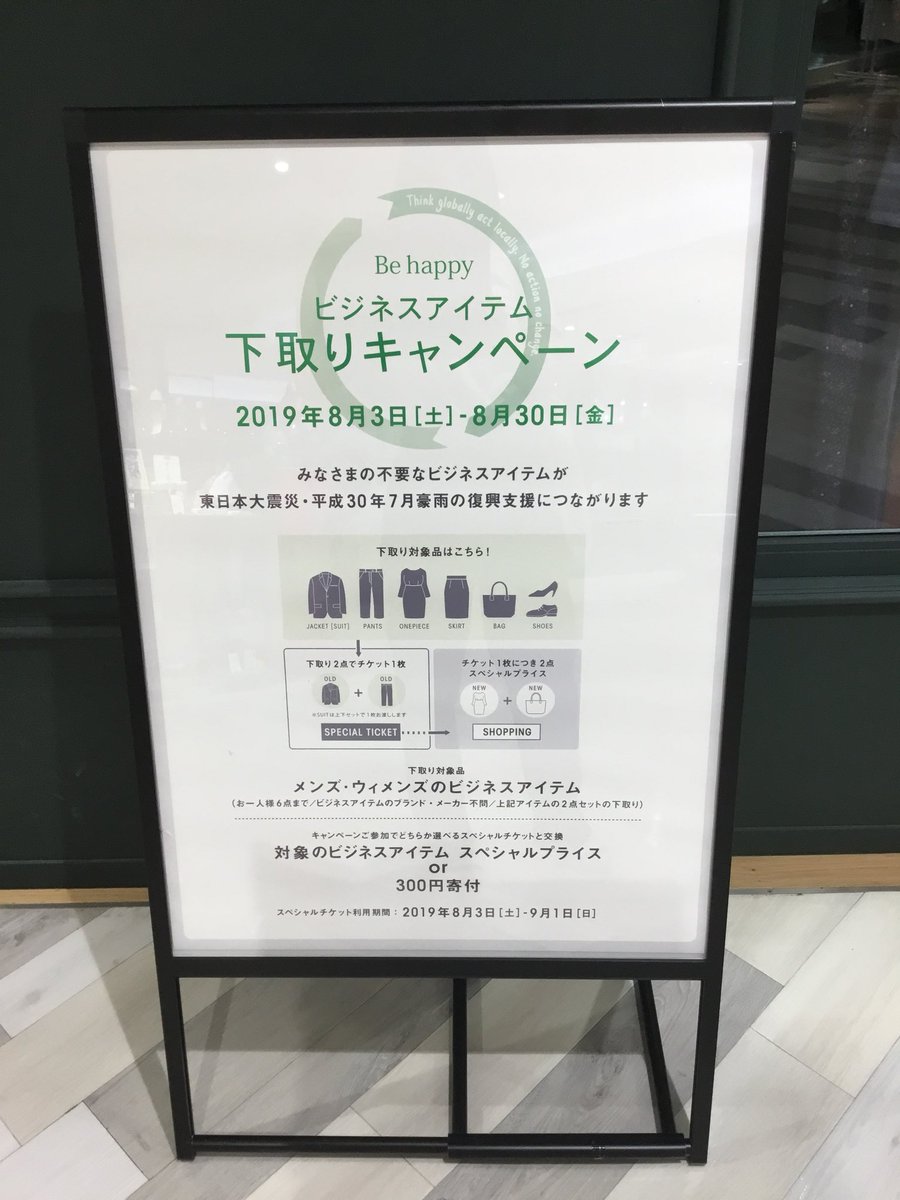 Think globally act locally. No action no change.
Be happy
ビジネスアイテム
下取りキャンペーン
2019年8月3日[土]-8月30日[金]
みなさまの不要なビジネスアイテムが
東日本大震災・平成30年7月豪雨の復興支援につながります
下取り対象品はこちら！
JACKET [SUIT] PANTS ONEPIECE SKIRT BAG SHOES
下取り2点でチケット1枚
OLD + OLD
※SUITは上下セットで1枚お渡しします
SPECIAL TICKET
チケット1枚につき2点
スペシャルプライス
NEW + NEW
SHOPPING
下取り対象品
メンズ・ウィメンズのビジネスアイテム
(お一人様6点まで/ビジネスアイテムのブランド・メーカー不問/上記アイテムの2点セットの下取り)
キャンペーンご参加でどちらか選べるスペシャルチケットと交換
対象のビジネスアイテム スペシャルプライス
or
300円寄付
スペシャルチケット利用期間：2019年8月3日[土]-9月1日[日]